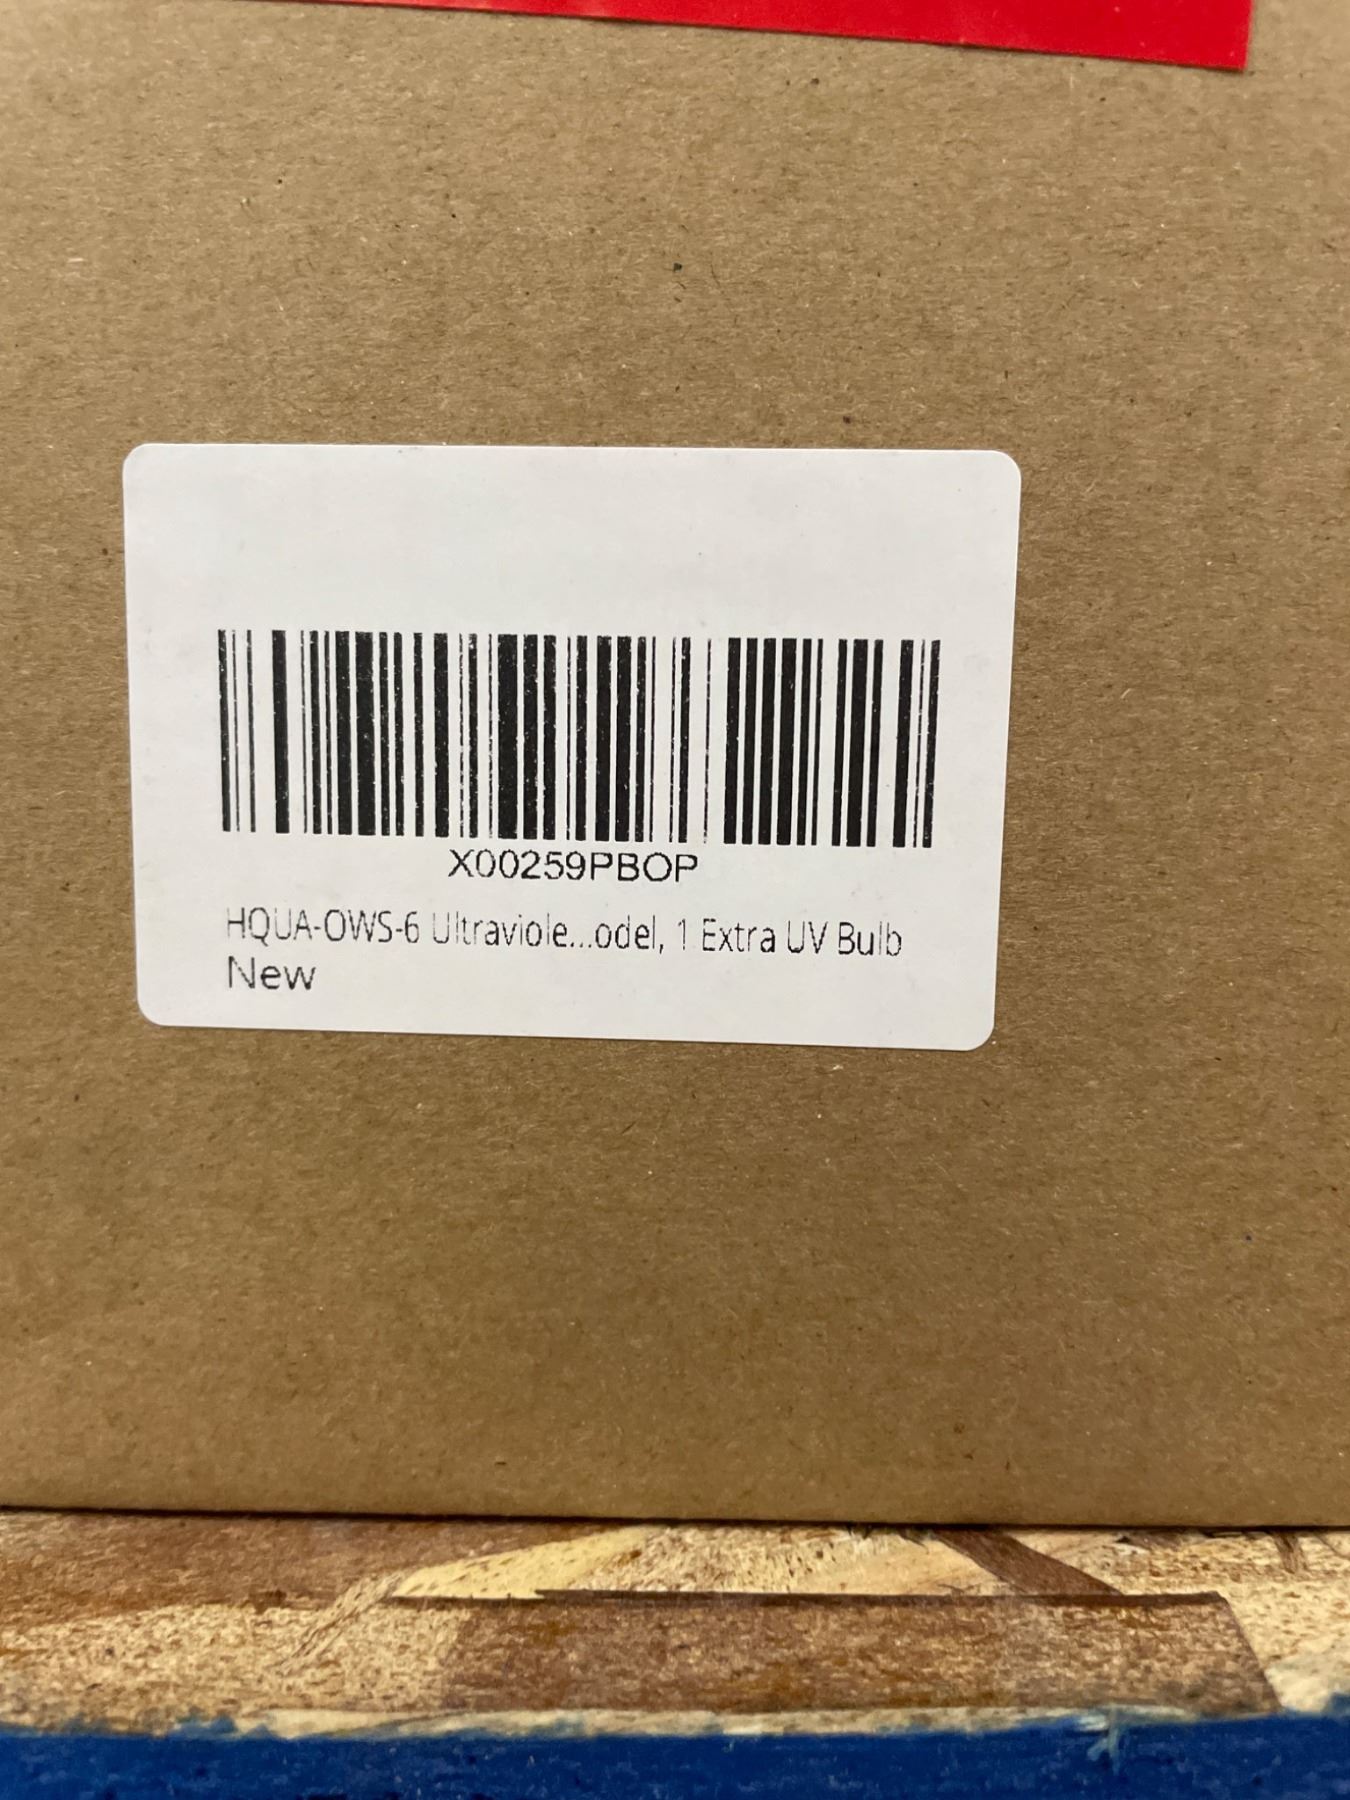 X00259PBOP
HQUA-OWS-6 Ultraviole...odel, 1 Extra UV Bulb
New